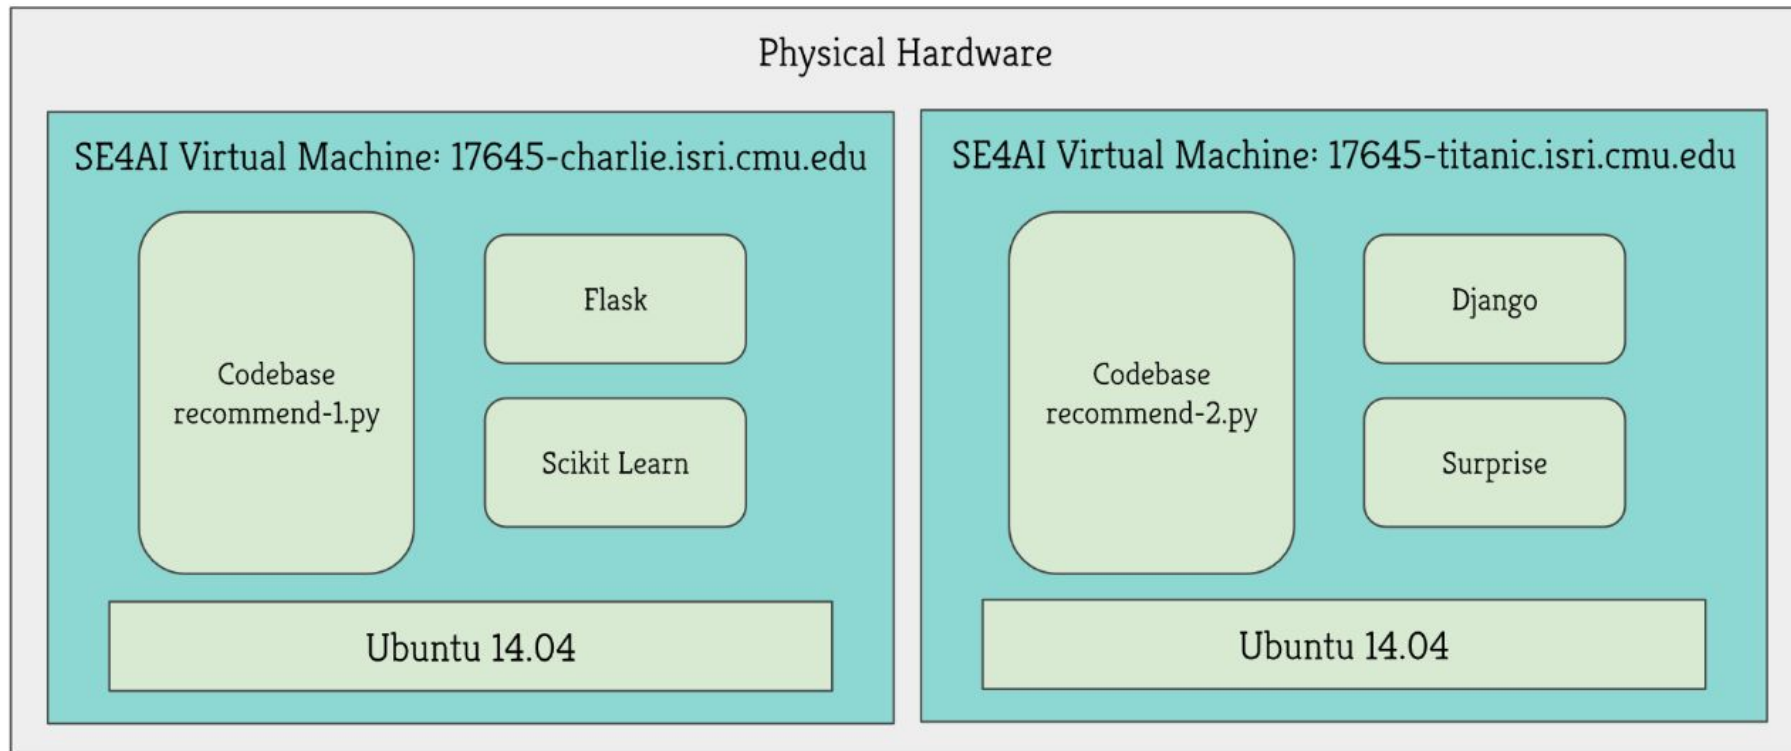 Physical Hardware
SE4AI Virtual Machine: 17645-charlie.isri.cmu.edu
Codebase
recommend-1.py
Flask
Scikit Learn
Ubuntu 14.04
SE4AI Virtual Machine: 17645-titanic.isri.cmu.edu
Codebase
recommend-2.py
Django
Surprise
Ubuntu 14.04